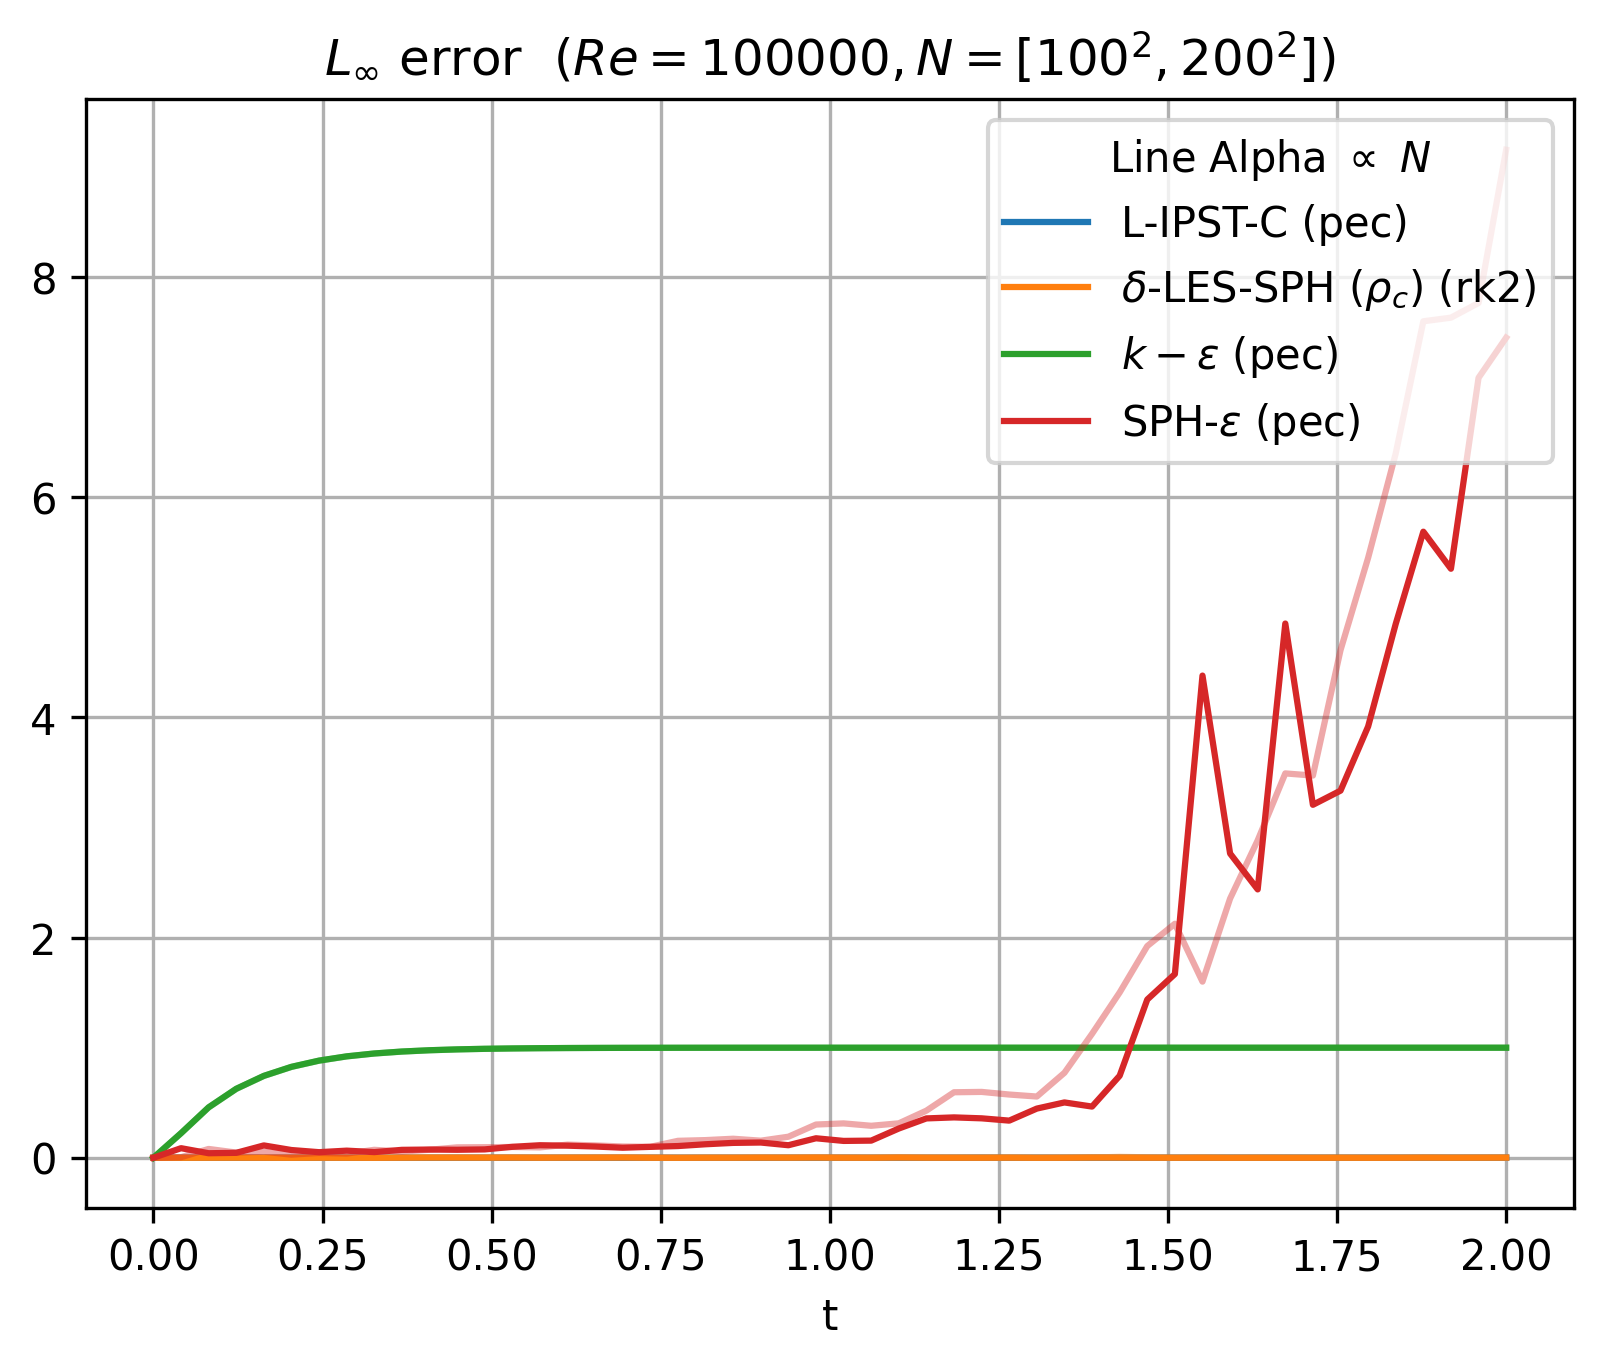 L∞ error (Re = 100000, N = [100², 200²])
Line Alpha ∝ N
L-IPST-C (pec)
δ-LES-SPH (ρc) (rk2)
k − ε (pec)
SPH-ε (pec)
8
6
4
2
0
0.00 0.25 0.50 0.75 1.00 1.25 1.50 1.75 2.00
t